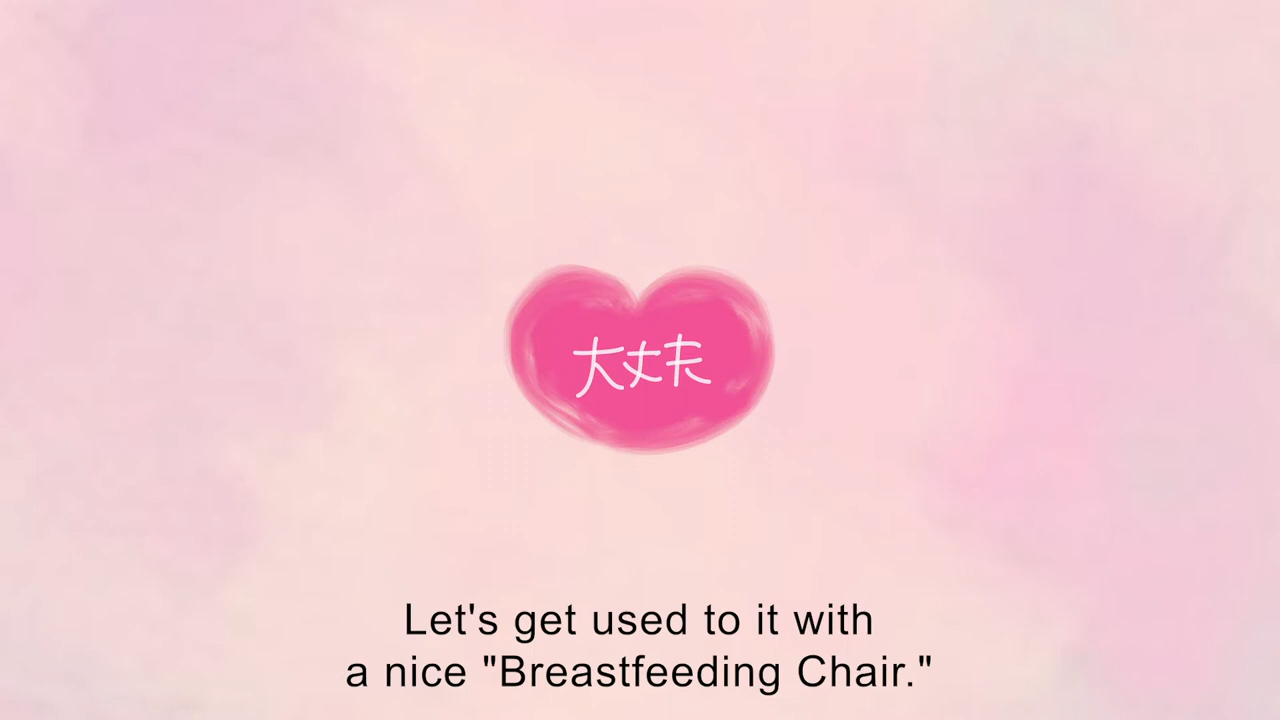 大丈夫
Let's get used to it with
a nice "Breastfeeding Chair."